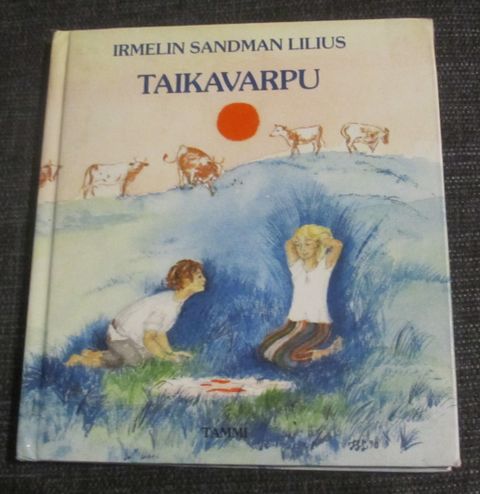 IRMELIN SANDMAN LILIUS
TAIKAVARPU
TAMMI